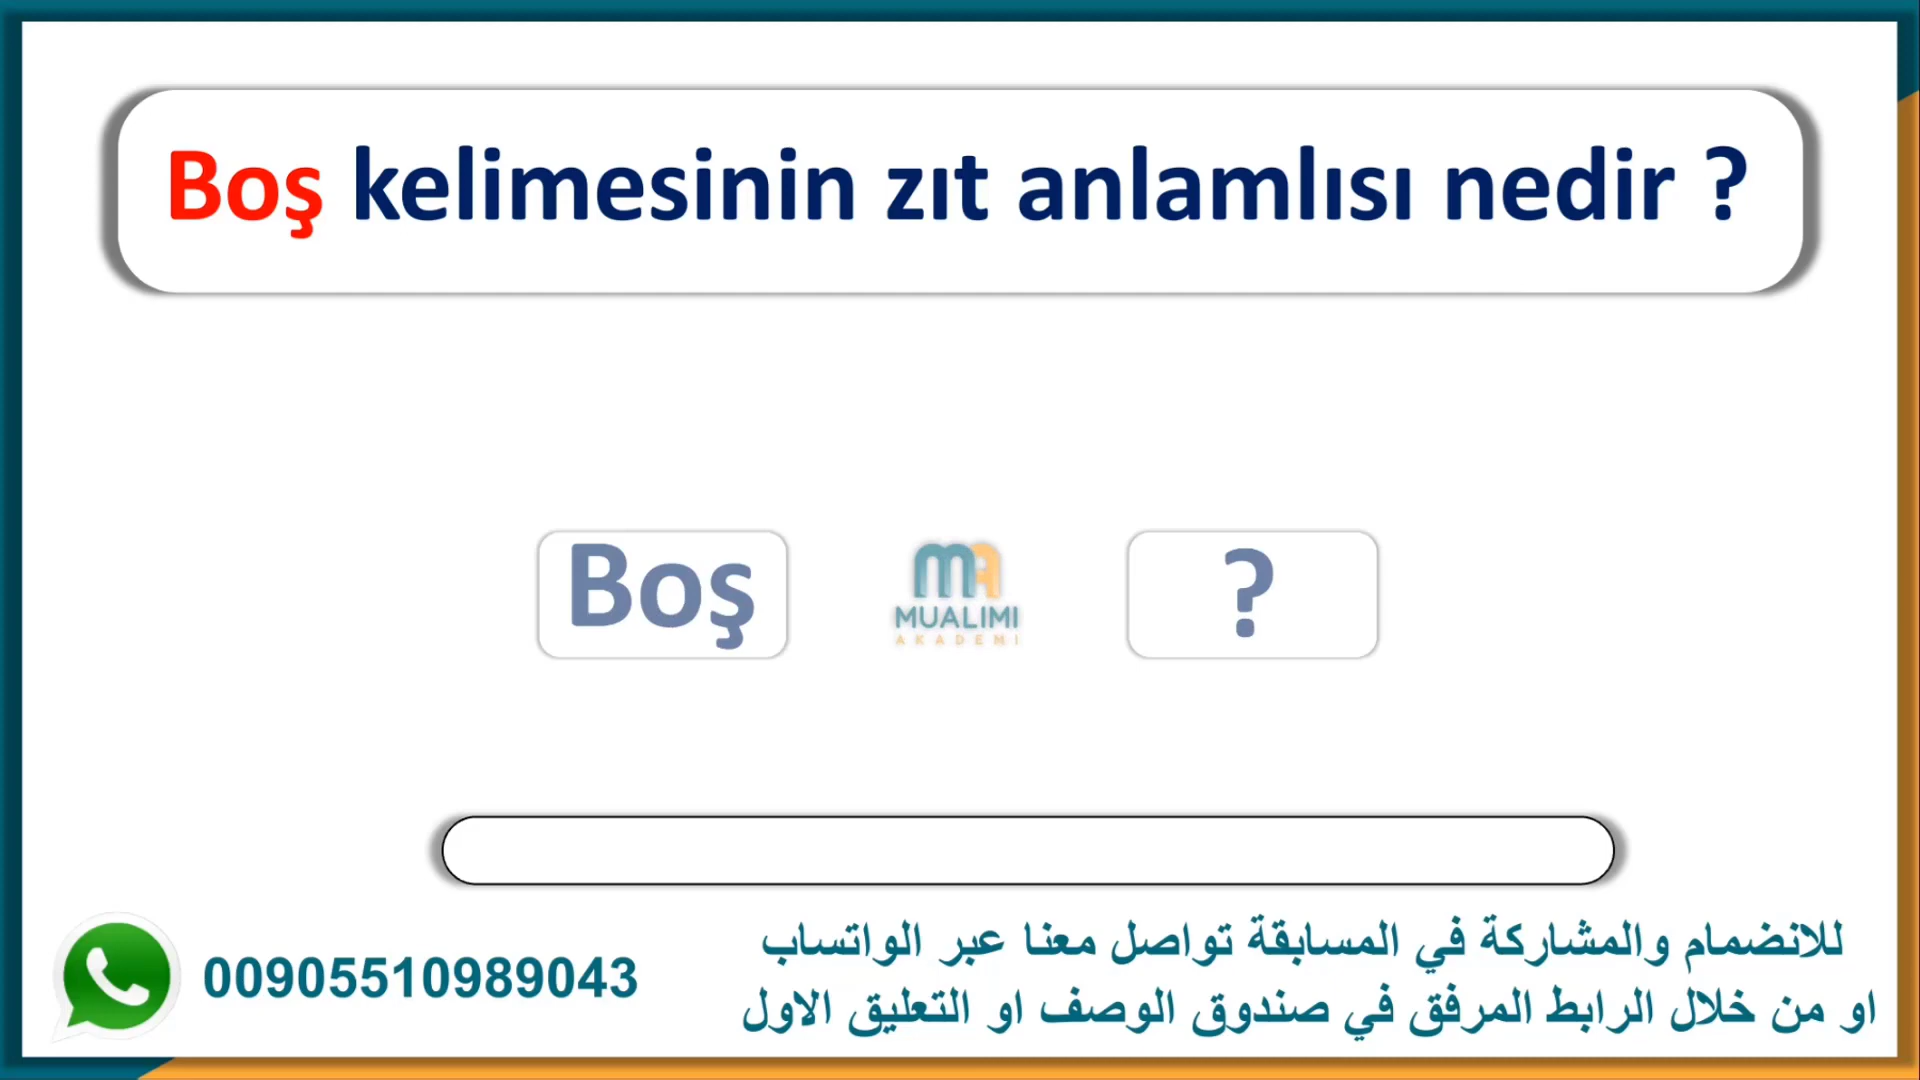 Boş kelimesinin zıt anlamlısı nedir ?
Boş
MUALIMI
AKADEMI
?
للانضمام والمشاركة في المسابقة تواصل معنا عبر الواتساب
00905510989043
او من خلال الرابط المرفق في صندوق الوصف او التعليق الاول